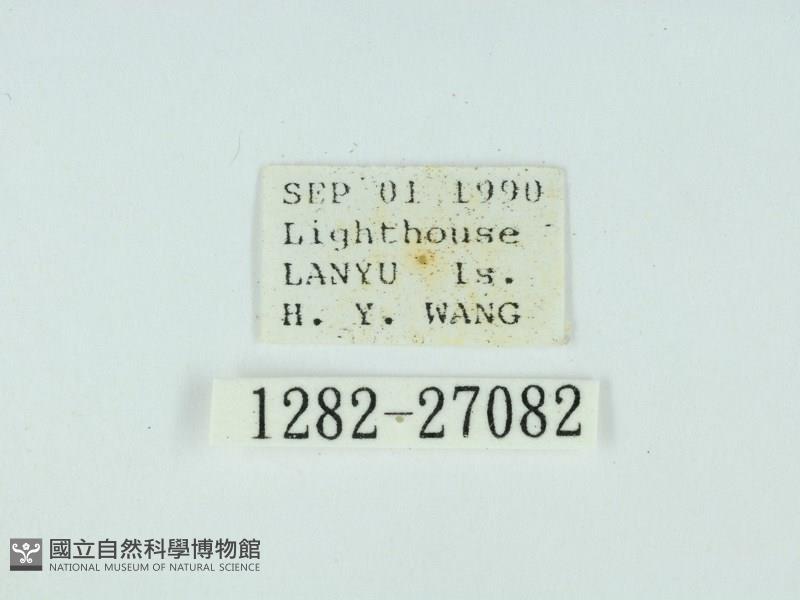 SEP 01 1990
Lighthouse
LANYU Is.
H. Y. WANG
1282-27082
國立自然科學博物館
NATIONAL MUSEUM OF NATURAL SCIENCE